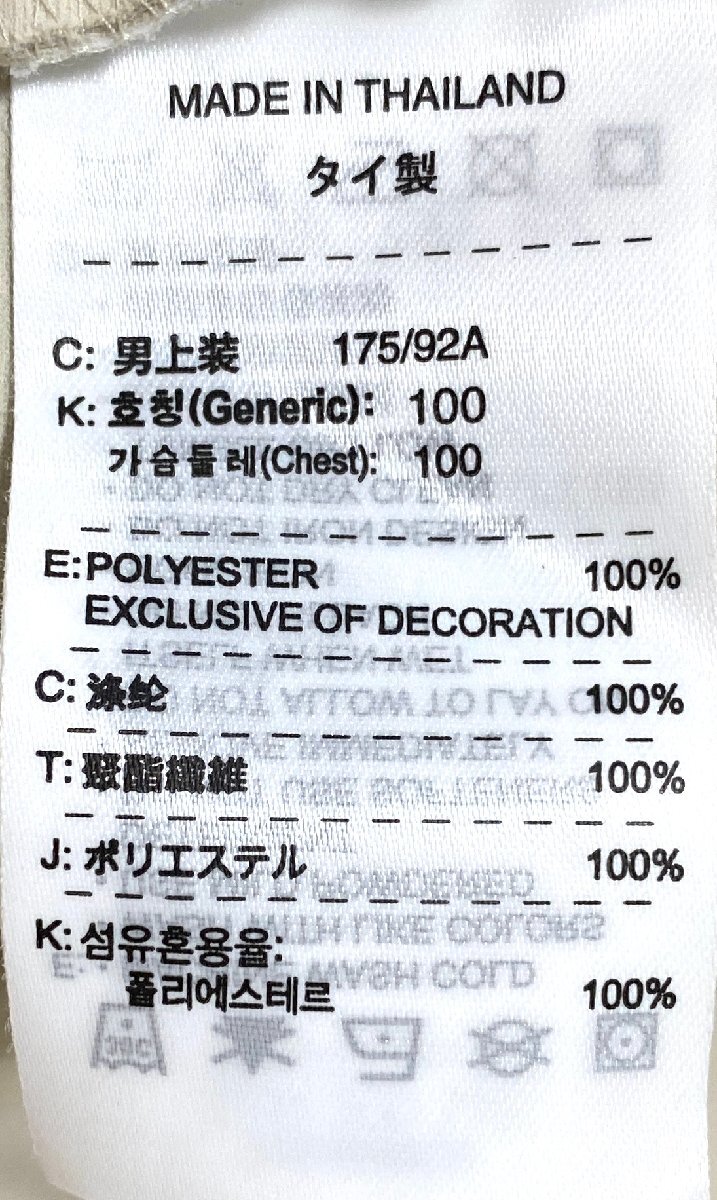 MADE IN THAILAND
タイ製
C: 男上装 175/92A
K: 호칭(Generic): 100
가슴둘레(Chest): 100
E: POLYESTER 100%
EXCLUSIVE OF DECORATION
C: 涤纶 100%
T: 聚酯纖維 100%
J: ポリエステル 100%
K: 섬유혼용율:
폴리에스테르 100%